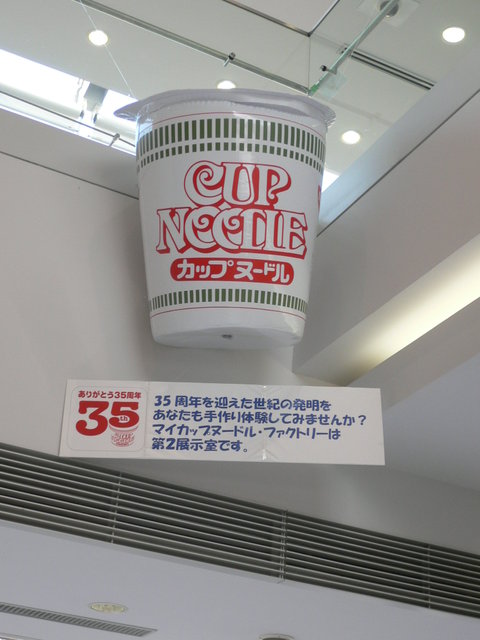 CUP
NOODLE
カップヌードル
ありがとう35周年
35th
35周年を迎えた世紀の発明を
あなたも手作り体験してみませんか?
マイカップヌードル・ファクトリーは
第2展示室です。